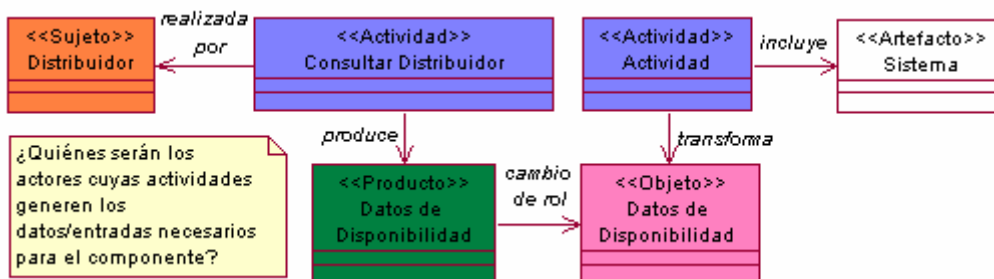 <<Sujeto>>
Distribuidor
realizada
por
<<Actividad>>
Consultar Distribuidor
<<Actividad>>
Actividad
incluye
<<Artefacto>>
Sistema
produce
transforma
¿Quiénes serán los
actores cuyas actividades
generen los
datos/entradas necesarios
para el componente?
<<Producto>>
Datos de
Disponibilidad
cambio
de rol
<<Objeto>>
Datos de
Disponibilidad